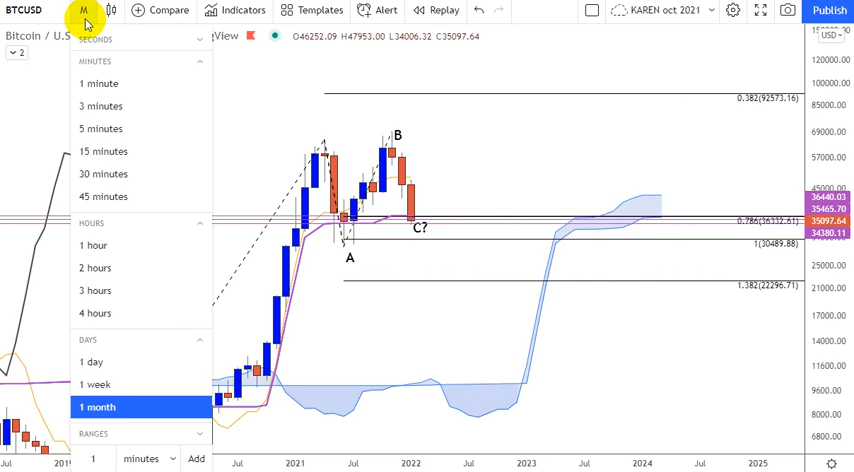 BTCUSD M Compare Indicators Templates Alert Replay KAREN oct 2021 Publish
Bitcoin / U.S gView O46252.09 H47953.00 L34006.32 C35097.64 USD
2
SECONDS
MINUTES
1 minute
3 minutes
5 minutes
15 minutes
30 minutes
45 minutes
HOURS
1 hour
2 hours
3 hours
4 hours
DAYS
1 day
1 week
1 month
RANGES
1 minutes Add
0.382(92573.16)
B
C?
A
0.786(36332.61)
1(30489.88)
1.382(22296.71)
120000.00
100000.00
85000.00
69000.00
57000.00
36440.03
35465.70
35097.64
34380.11
25000.00
21000.00
17000.00
14000.00
11600.00
9600.00
8000.00
6800.00
Jul 2019 Jul 2021 Jul 2022 Jul 2023 Jul 2024 Jul 2025